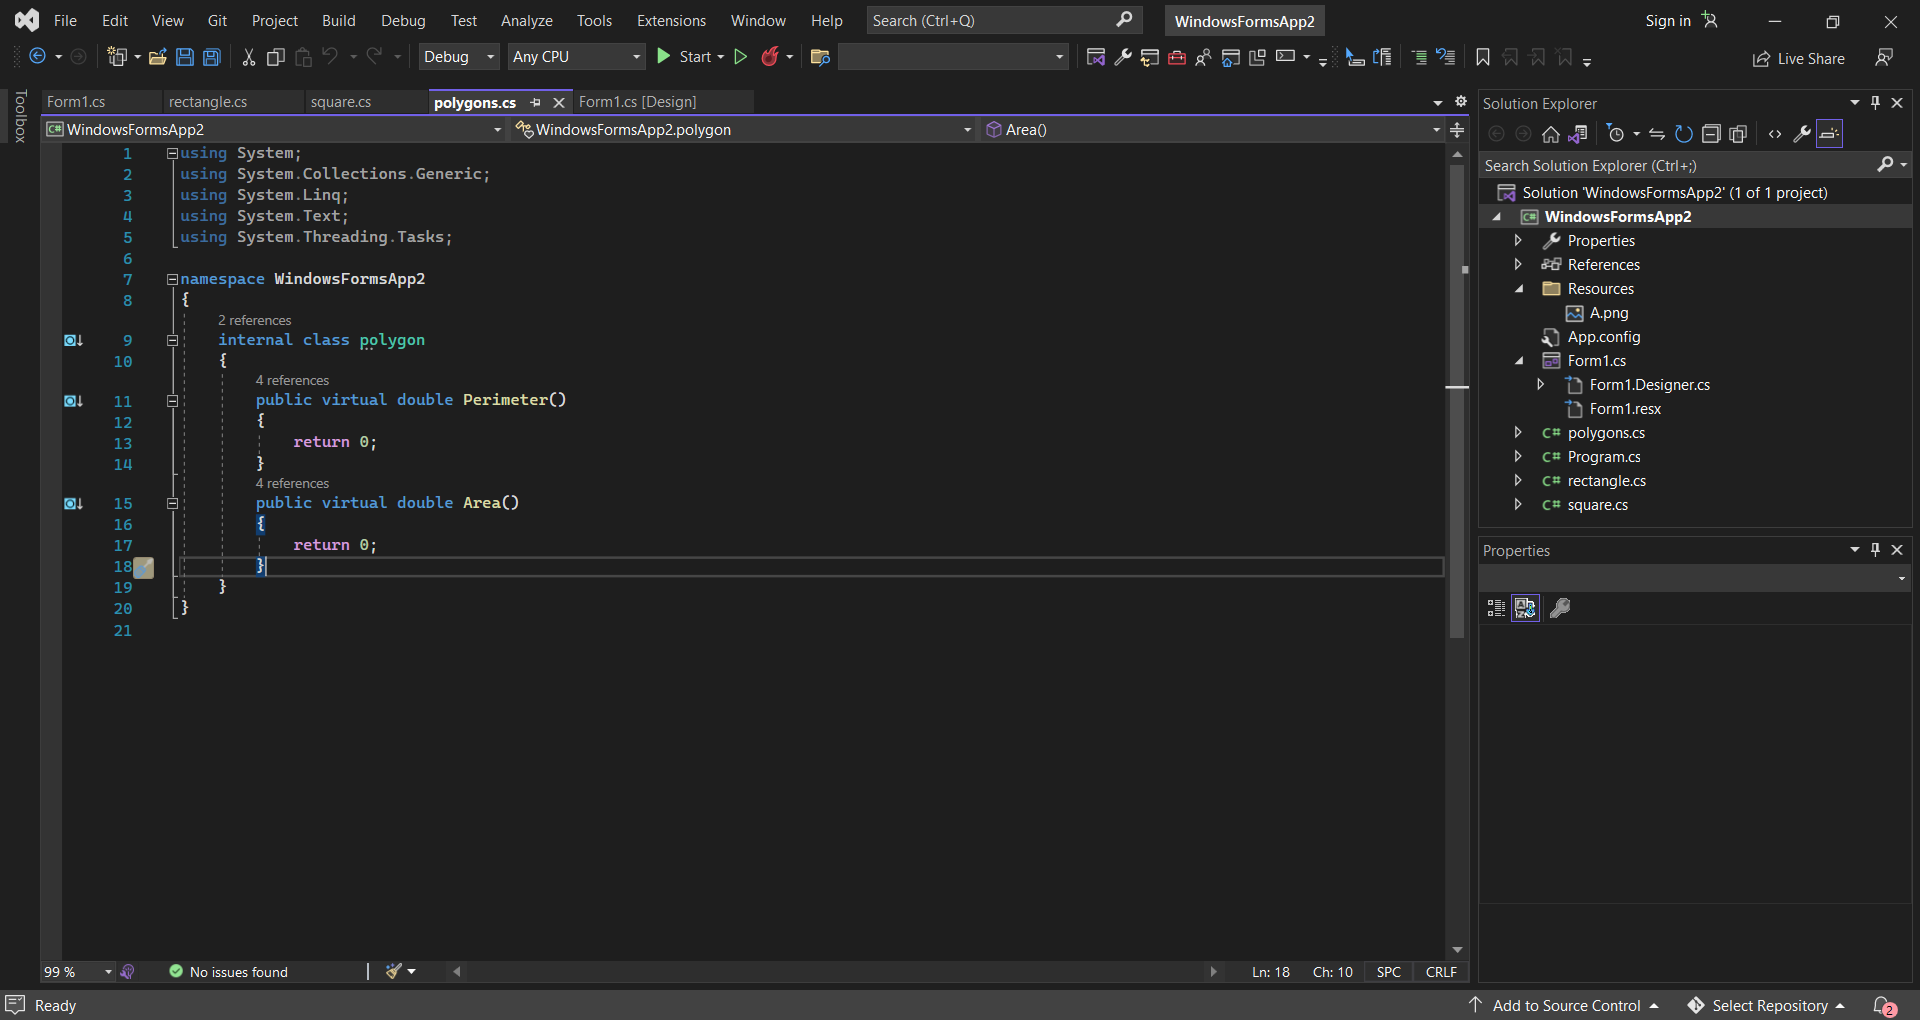 File Edit View Git Project Build Debug Test Analyze Tools Extensions Window Help Search (Ctrl+Q) WindowsFormsApp2 Sign in
Debug Any CPU Start Live Share
Toolbox
Form1.cs rectangle.cs square.cs polygons.cs Form1.cs [Design]
WindowsFormsApp2 WindowsFormsApp2.polygon Area()
1 using System;
2 using System.Collections.Generic;
3 using System.Linq;
4 using System.Text;
5 using System.Threading.Tasks;
6
7 namespace WindowsFormsApp2
8 {
2 references
9 internal class polygon
10 {
4 references
11 public virtual double Perimeter()
12 {
13 return 0;
14 }
4 references
15 public virtual double Area()
16 {
17 return 0;
18 }
19 }
20 }
21
99 % No issues found Ln: 18 Ch: 10 SPC CRLF
Solution Explorer
Search Solution Explorer (Ctrl+;)
Solution 'WindowsFormsApp2' (1 of 1 project)
C# WindowsFormsApp2
Properties
References
Resources
A.png
App.config
Form1.cs
Form1.Designer.cs
Form1.resx
C# polygons.cs
C# Program.cs
C# rectangle.cs
C# square.cs
Properties
Ready Add to Source Control Select Repository 2